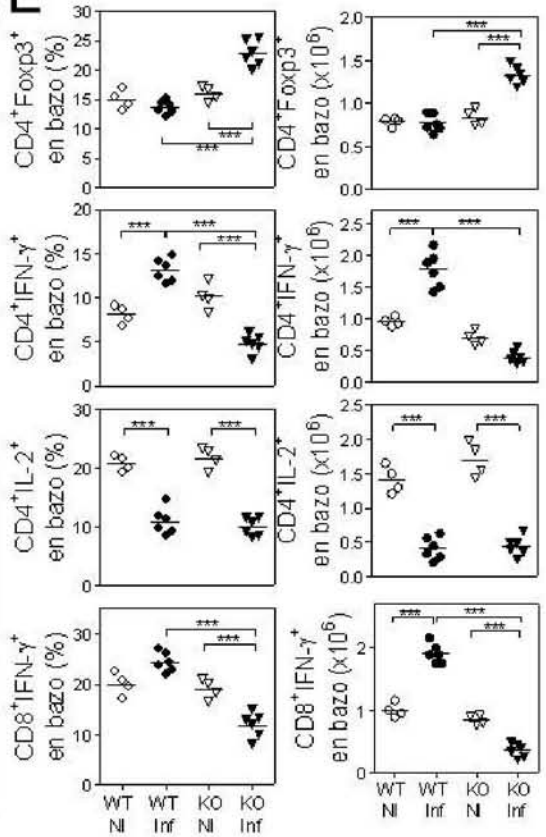 CD4⁺Foxp3⁺
en bazo (%)
30
25
20
15
10
5
0
***
***
CD4⁺Foxp3⁺
en bazo (x10⁶)
2.0
1.5
1.0
0.5
0.0
***
***
CD4⁺IFN-γ⁺
en bazo (%)
20
15
10
5
0
*** ***
***
CD4⁺IFN-γ⁺
en bazo (x10⁶)
2.5
2.0
1.5
1.0
0.5
0.0
*** ***
CD4⁺IL-2⁺
en bazo (%)
30
20
10
0
*** ***
CD4⁺IL-2⁺
en bazo (x10⁶)
2.5
2.0
1.5
1.0
0.5
0.0
*** ***
CD8⁺IFN-γ⁺
en bazo (%)
30
20
10
0
***
***
CD8⁺IFN-γ⁺
en bazo (x10⁶)
2
1
0
*** ***
***
WT WT KO KO
NI Inf NI Inf
WT WT KO KO
NI Inf NI Inf